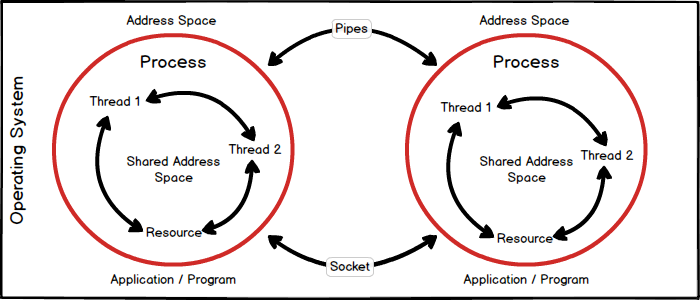 Operating System
Address Space
Process
Thread 1
Thread 2
Shared Address
Space
Resource
Application / Program
Pipes
Socket
Address Space
Process
Thread 1
Thread 2
Shared Address
Space
Resource
Application / Program